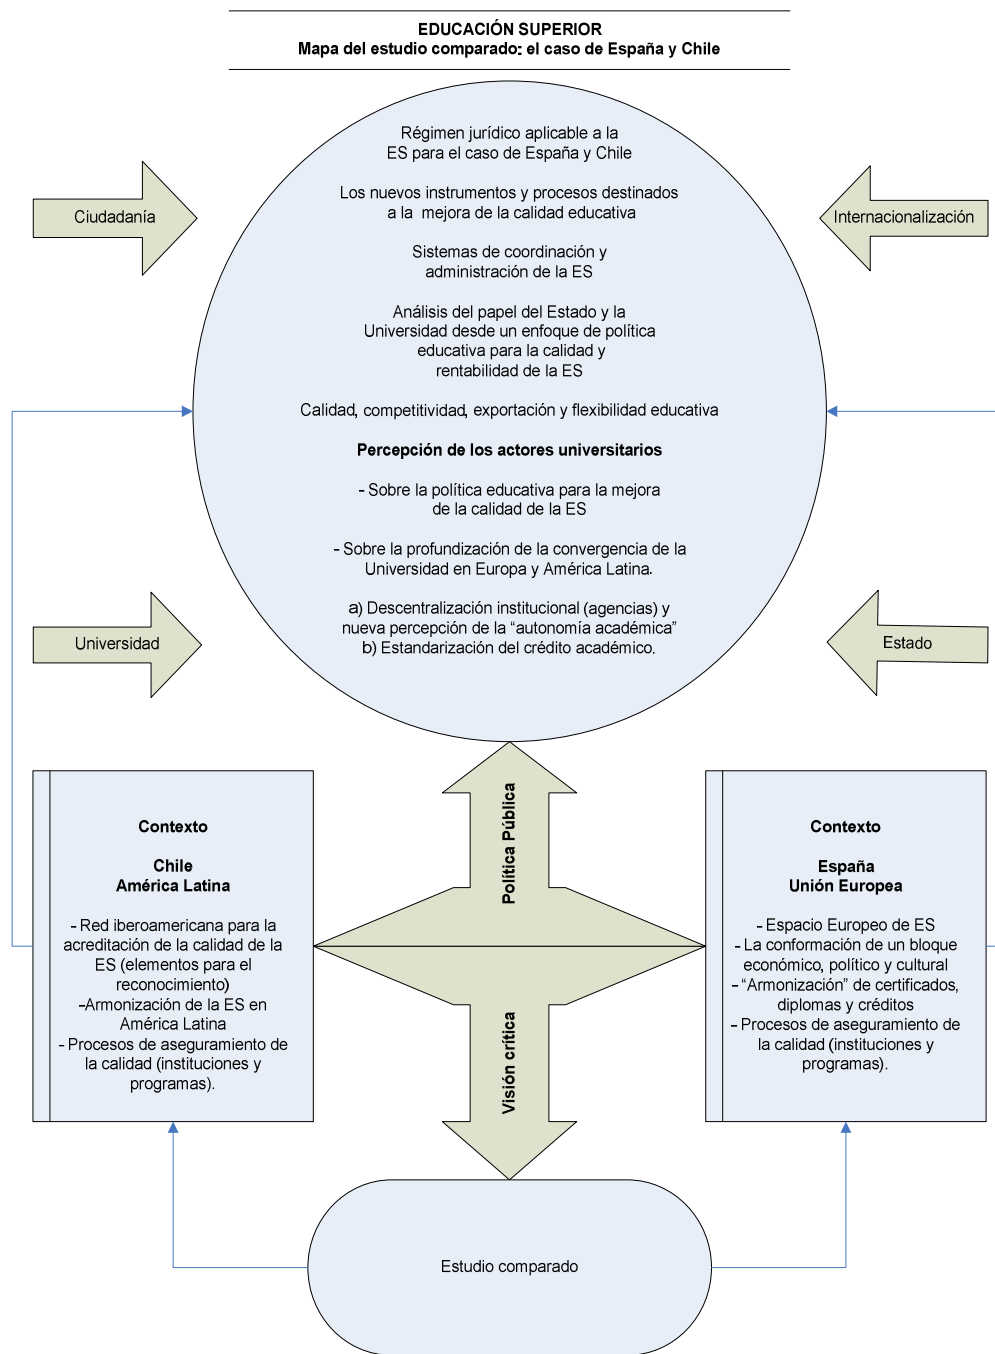 EDUCACIÓN SUPERIOR
Mapa del estudio comparado: el caso de España y Chile
Régimen jurídico aplicable a la
ES para el caso de España y Chile
Los nuevos instrumentos y procesos destinados
a la mejora de la calidad educativa
Sistemas de coordinación y
administración de la ES
Análisis del papel del Estado y la
Universidad desde un enfoque de política
educativa para la calidad y
rentabilidad de la ES
Calidad, competitividad, exportación y flexibilidad educativa
Percepción de los actores universitarios
- Sobre la política educativa para la mejora
de la calidad de la ES
- Sobre la profundización de la convergencia de la
Universidad en Europa y América Latina.
a) Descentralización institucional (agencias) y
nueva percepción de la "autonomía académica"
b) Estandarización del crédito académico.
Ciudadanía
Internacionalización
Universidad
Estado
Contexto
Chile
América Latina
- Red iberoamericana para la
acreditación de la calidad de la
ES (elementos para el
reconocimiento)
-Armonización de la ES en
América Latina
- Procesos de aseguramiento de
la calidad (instituciones y
programas).
Política Pública
Visión crítica
Contexto
España
Unión Europea
- Espacio Europeo de ES
- La conformación de un bloque
económico, político y cultural
- "Armonización" de certificados,
diplomas y créditos
- Procesos de aseguramiento de
la calidad (instituciones y
programas).
Estudio comparado